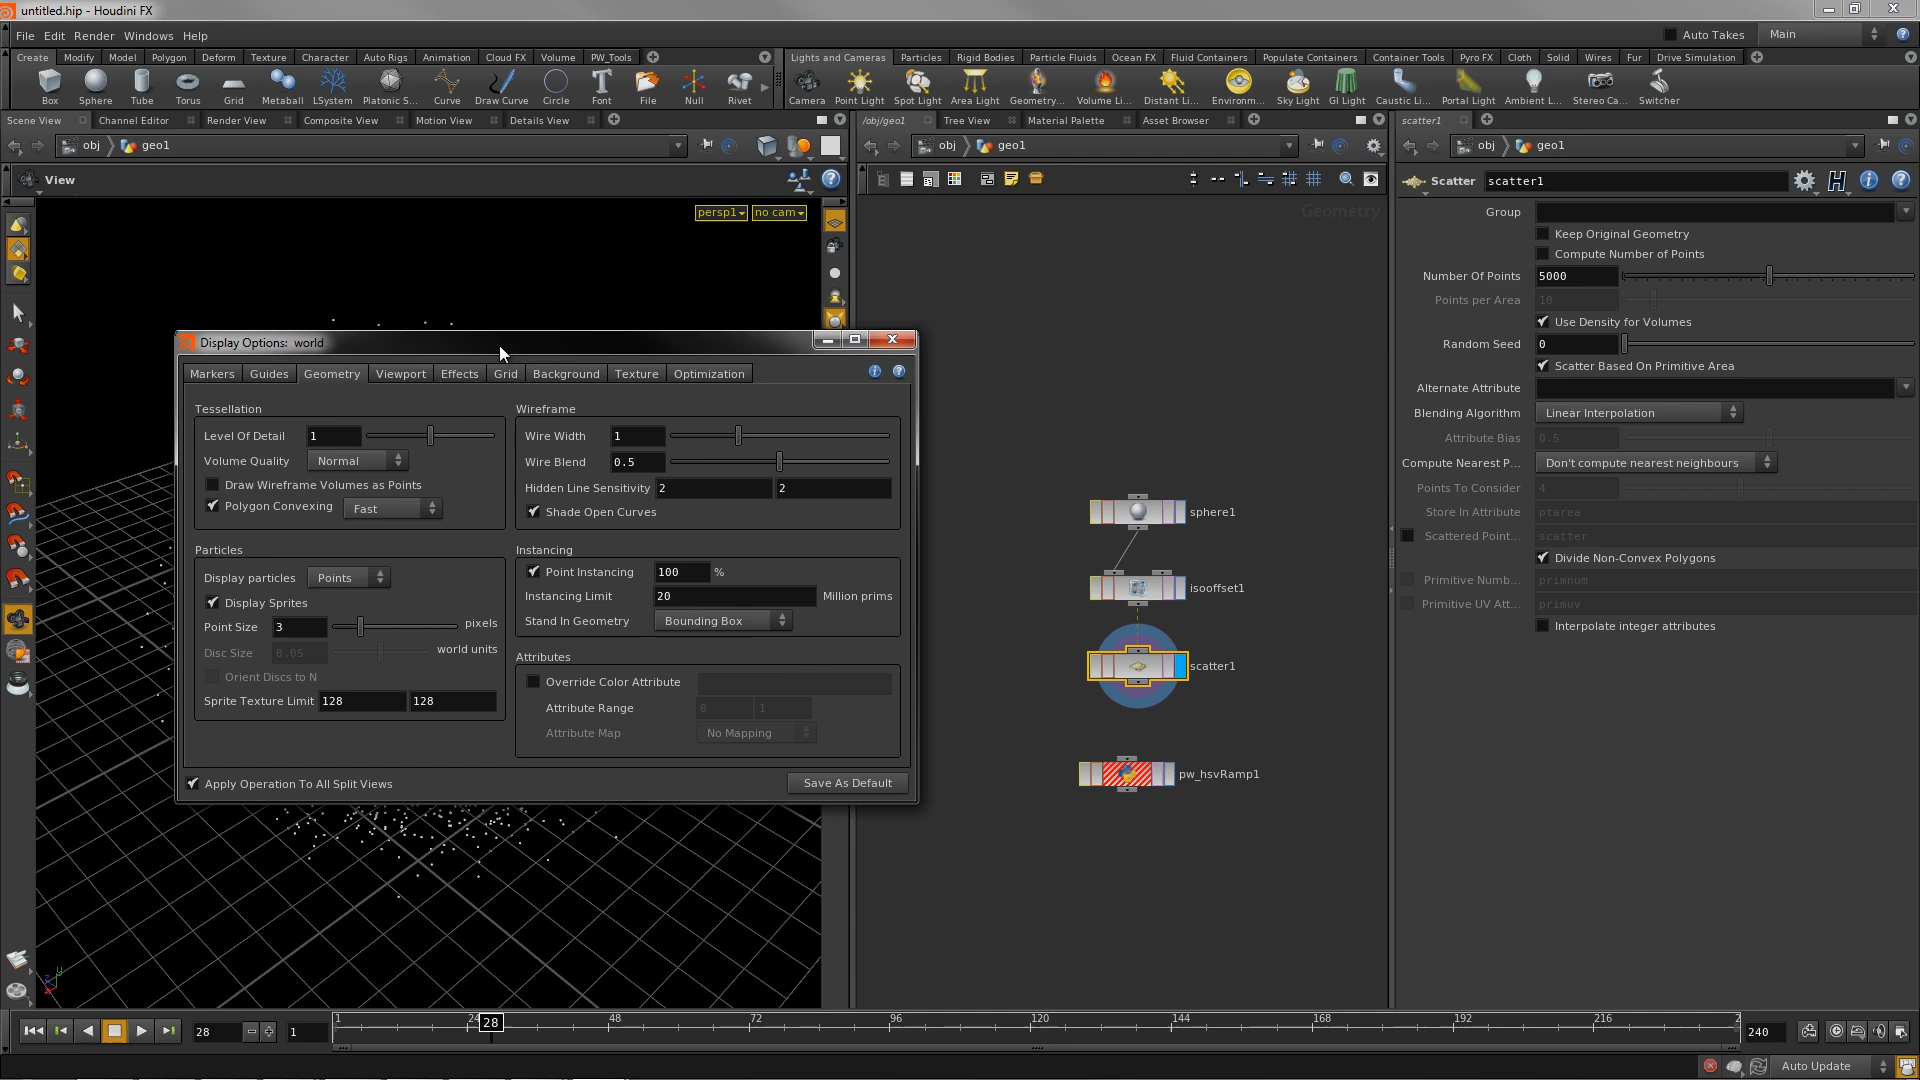 untitled.hip - Houdini FX
File Edit Render Windows Help
Auto Takes Main
Create Modify Model Polygon Deform Texture Character Auto Rigs Animation Cloud FX Volume PW_Tools
Lights and Cameras Particles Rigid Bodies Particle Fluids Ocean FX Fluid Containers Populate Containers Container Tools Pyro FX Cloth Solid Wires Fur Drive Simulation
Box Sphere Tube Torus Grid Metaball LSystem Platonic S... Curve Draw Curve Circle Font File Null Rivet
Camera Point Light Spot Light Area Light Geometry... Volume Li... Distant Li... Environm... Sky Light GI Light Caustic Li... Portal Light Ambient L... Stereo Ca... Switcher
Scene View Channel Editor Render View Composite View Motion View Details View
/obj/geo1 Tree View Material Palette Asset Browser
scatter1
obj geo1
obj geo1
obj geo1
View
persp1 no cam
Geometry
Scatter scatter1
Group
Keep Original Geometry
Compute Number of Points
Number Of Points 5000
Points per Area 10
Use Density for Volumes
Random Seed 0
Scatter Based On Primitive Area
Alternate Attribute
Blending Algorithm Linear Interpolation
Attribute Bias 0.5
Compute Nearest P... Don't compute nearest neighbours
Points To Consider 4
Store In Attribute ptarea
Scattered Point... scatter
Divide Non-Convex Polygons
Primitive Numb... primnum
Primitive UV Att... primuv
Interpolate integer attributes
sphere1
isooffset1
scatter1
pw_hsvRamp1
Display Options: world
Markers Guides Geometry Viewport Effects Grid Background Texture Optimization
Tessellation
Level Of Detail 1
Volume Quality Normal
Draw Wireframe Volumes as Points
Polygon Convexing Fast
Wireframe
Wire Width 1
Wire Blend 0.5
Hidden Line Sensitivity 2 2
Shade Open Curves
Particles
Display particles Points
Display Sprites
Point Size 3 pixels
Disc Size 0.05 world units
Orient Discs to N
Sprite Texture Limit 128 128
Instancing
Point Instancing 100 %
Instancing Limit 20 Million prims
Stand In Geometry Bounding Box
Attributes
Override Color Attribute
Attribute Range 0 1
Attribute Map No Mapping
Apply Operation To All Split Views Save As Default
28 1
1 24 28 48 72 96 120 144 168 192 216 2
240
Auto Update